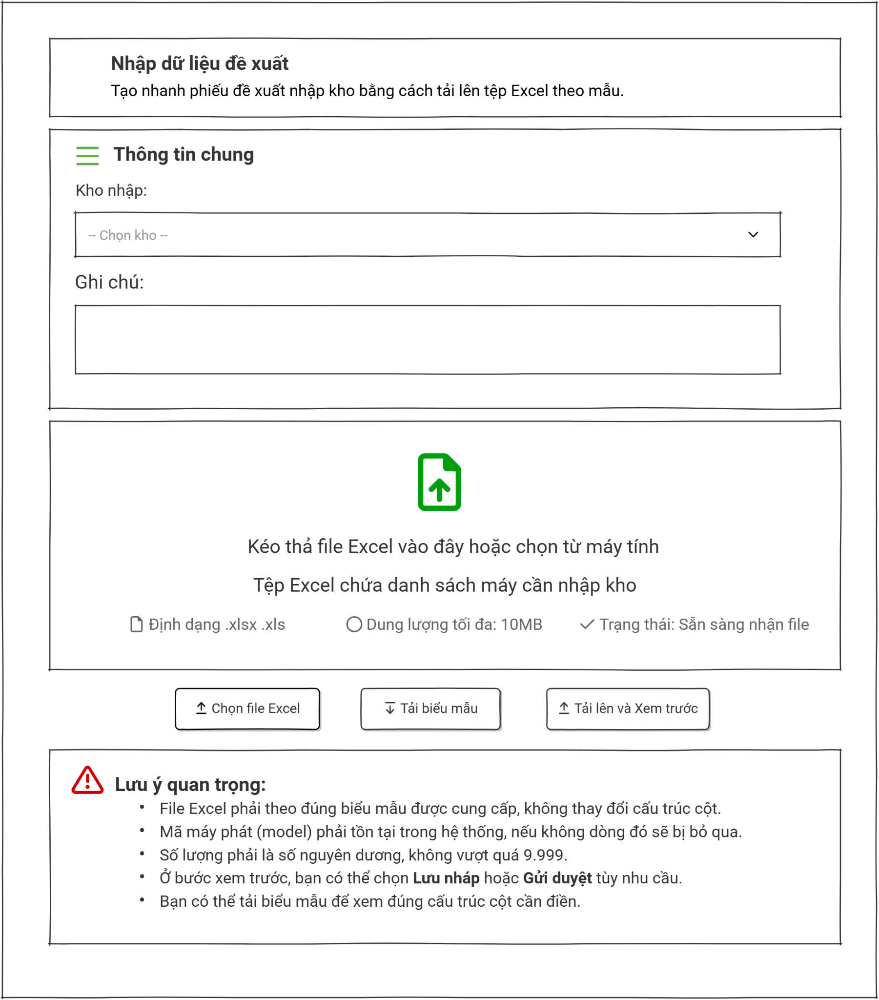 Nhập dữ liệu đề xuất
Tạo nhanh phiếu đề xuất nhập kho bằng cách tải lên tệp Excel theo mẫu.
Thông tin chung
Kho nhập:
-- Chọn kho --
Ghi chú:
Kéo thả file Excel vào đây hoặc chọn từ máy tính
Tệp Excel chứa danh sách máy cần nhập kho
Định dạng .xlsx .xls
Dung lượng tối đa: 10MB
Trạng thái: Sẵn sàng nhận file
Chọn file Excel
Tải biểu mẫu
Tải lên và Xem trước
Lưu ý quan trọng:
• File Excel phải theo đúng biểu mẫu được cung cấp, không thay đổi cấu trúc cột.
• Mã máy phát (model) phải tồn tại trong hệ thống, nếu không dòng đó sẽ bị bỏ qua.
• Số lượng phải là số nguyên dương, không vượt quá 9.999.
• Ở bước xem trước, bạn có thể chọn Lưu nháp hoặc Gửi duyệt tùy nhu cầu.
• Bạn có thể tải biểu mẫu để xem đúng cấu trúc cột cần điền.